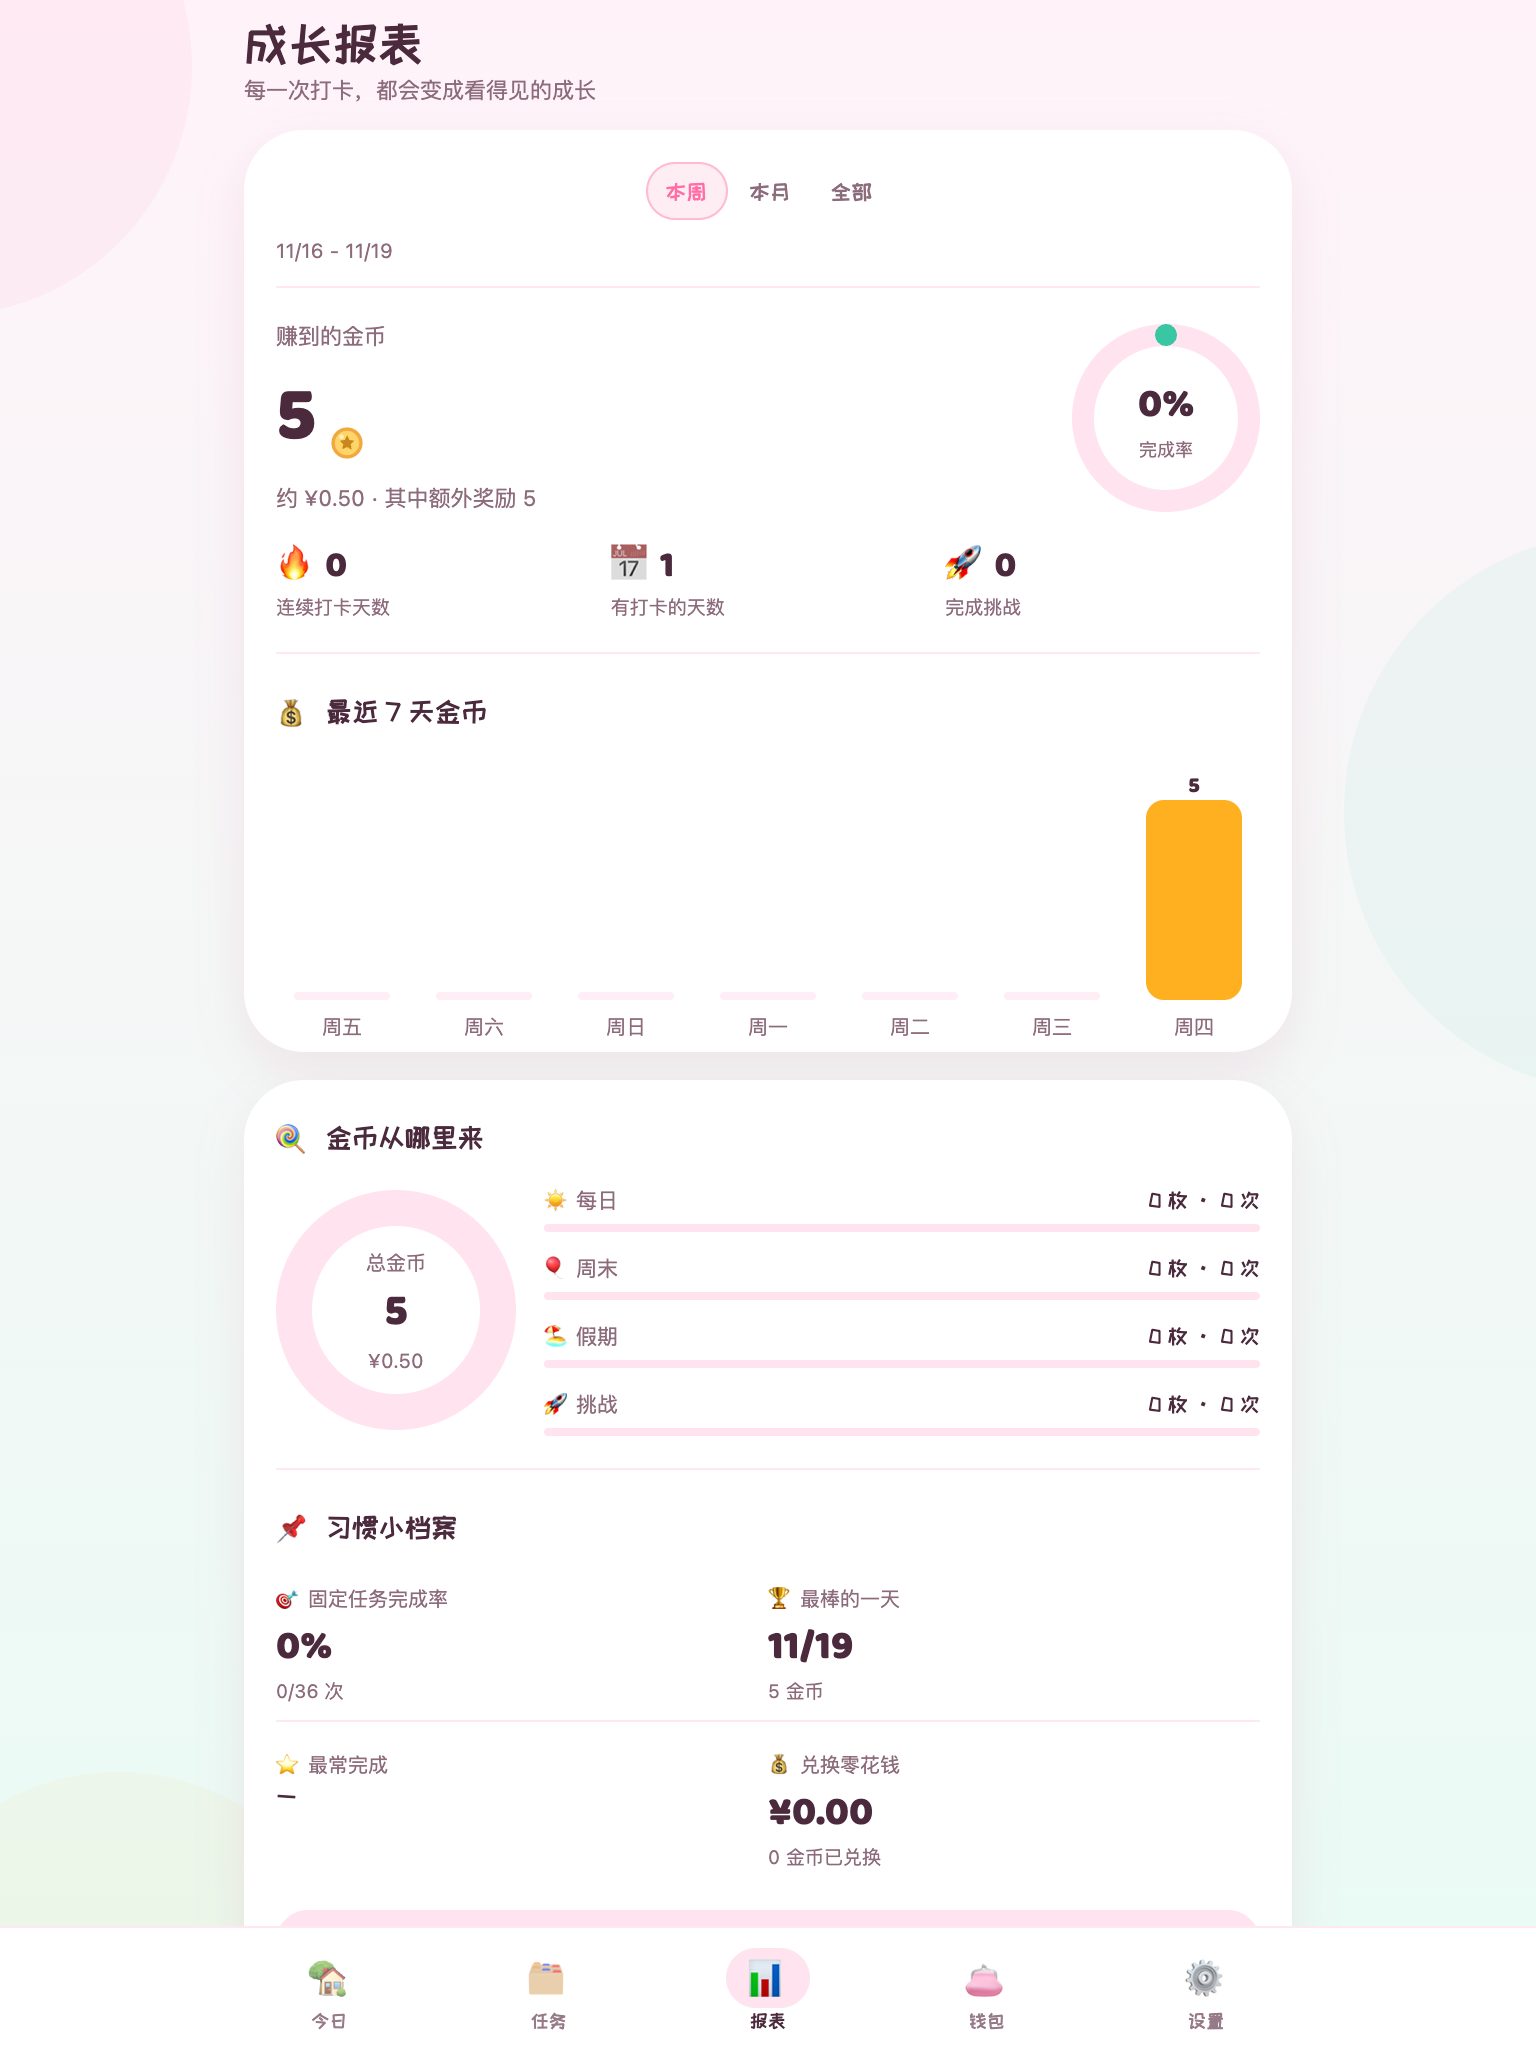 成长报表
每一次打卡，都会变成看得见的成长
本周 本月 全部
11/16 - 11/19
赚到的金币
5
0%
完成率
约 ¥0.50 · 其中额外奖励 5
0
连续打卡天数
JUL 17 1
有打卡的天数
0
完成挑战
最近 7 天金币
5
周五 周六 周日 周一 周二 周三 周四
金币从哪里来
总金币
5
¥0.50
每日 0 枚 · 0 次
周末 0 枚 · 0 次
假期 0 枚 · 0 次
挑战 0 枚 · 0 次
习惯小档案
固定任务完成率
0%
0/36 次
最棒的一天
11/19
5 金币
最常完成
—
兑换零花钱
¥0.00
0 金币已兑换
今日 任务 报表 钱包 设置